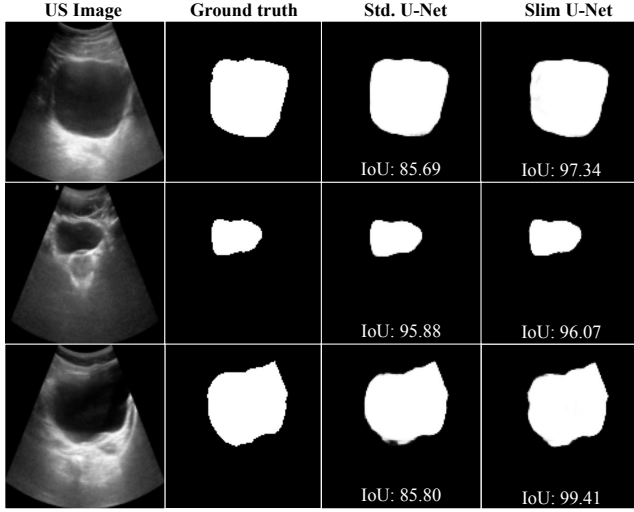 US Image Ground truth Std. U-Net Slim U-Net
IoU: 85.69 IoU: 97.34
IoU: 95.88 IoU: 96.07
IoU: 85.80 IoU: 99.41